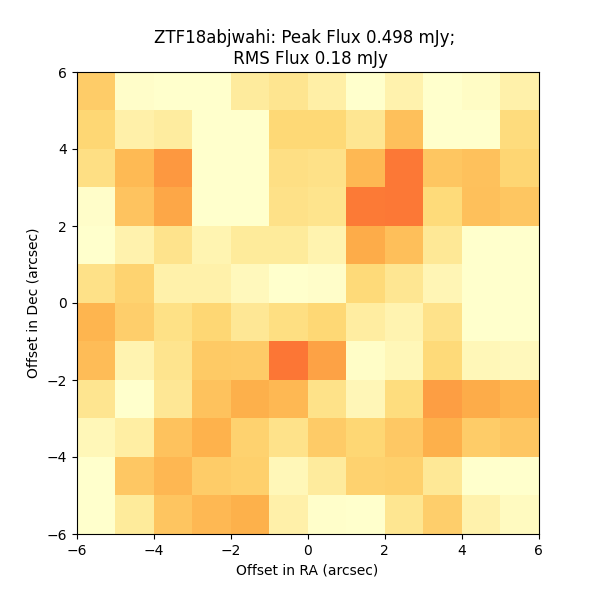 ZTF18abjwahi: Peak Flux 0.498 mJy;
RMS Flux 0.18 mJy
6
4
2
0
−2
−4
−6
Offset in Dec (arcsec)
−6 −4 −2 0 2 4 6
Offset in RA (arcsec)